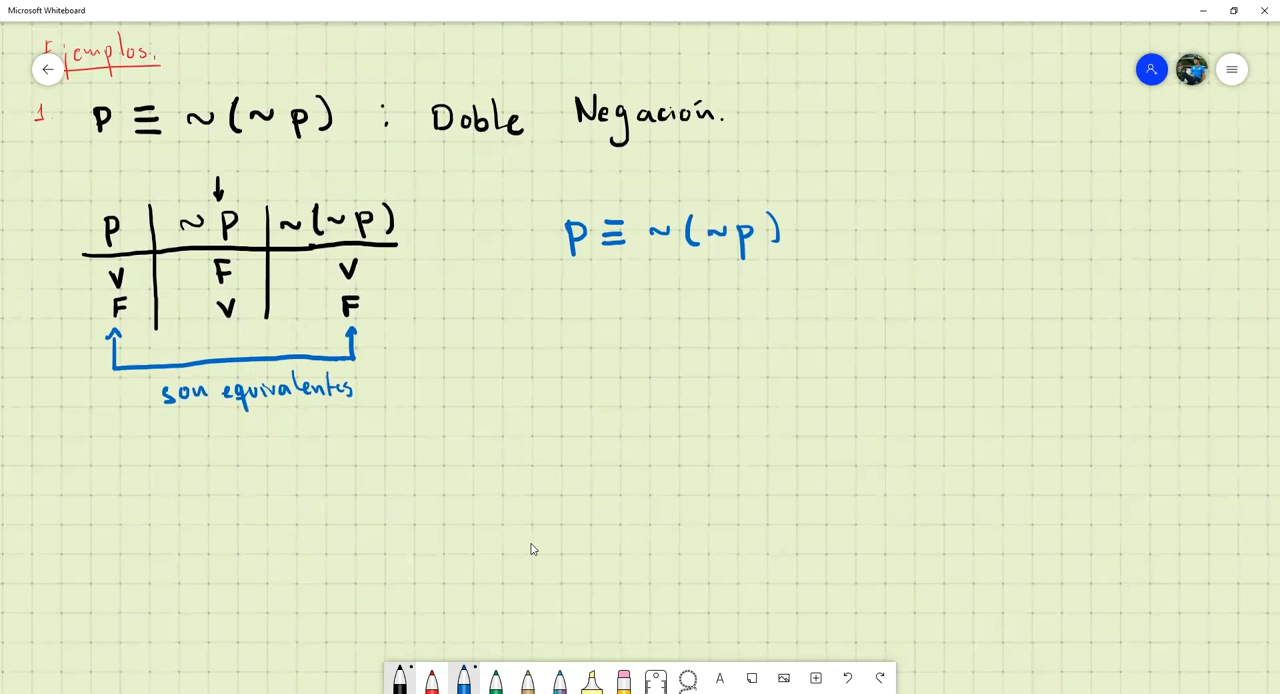 Microsoft Whiteboard
Ejemplos.
1 p ≡ ~(~p) : Doble Negación.
p ~p ~(~p)
V F V
F V F
son equivalentes
p ≡ ~(~p)